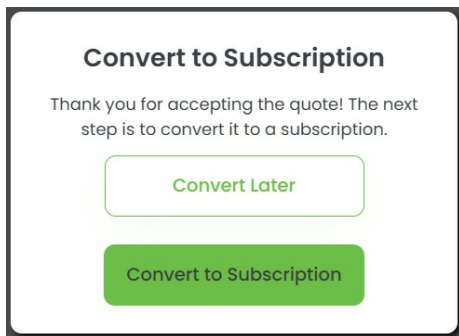 Convert to Subscription
Thank you for accepting the quote! The next
step is to convert it to a subscription.
Convert Later
Convert to Subscription